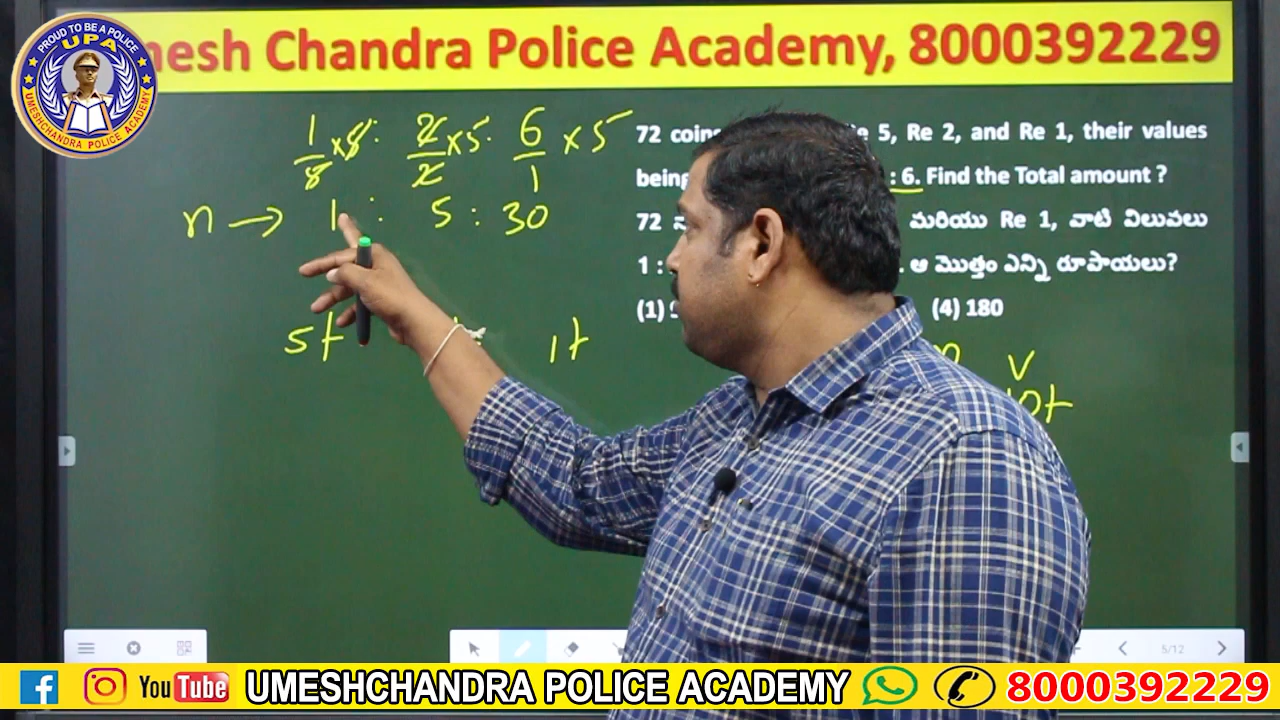 PROUD TO BE A POLICE
UPA
UMESHCHANDRA POLICE ACADEMY
mesh Chandra Police Academy, 8000392229
1/8 × 8 : 2/2 × 5 : 6/1 × 5
n → 1 : 5 : 30
5f 1f
72 coins 5, Re 2, and Re 1, their values
being : 6. Find the Total amount ?
72 మరియు Re 1, వాటి విలువలు
1 : ఆ మొత్తం ఎన్ని రూపాయలు?
(1) (4) 180
v
5/12
YouTube UMESHCHANDRA POLICE ACADEMY 8000392229